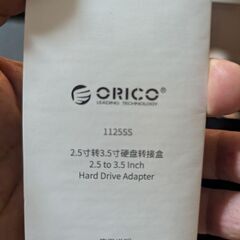 ORICO
LEADING TECHNOLOGY
1125SS
2.5寸转3.5寸硬盘转接盒
2.5 to 3.5 Inch
Hard Drive Adapter